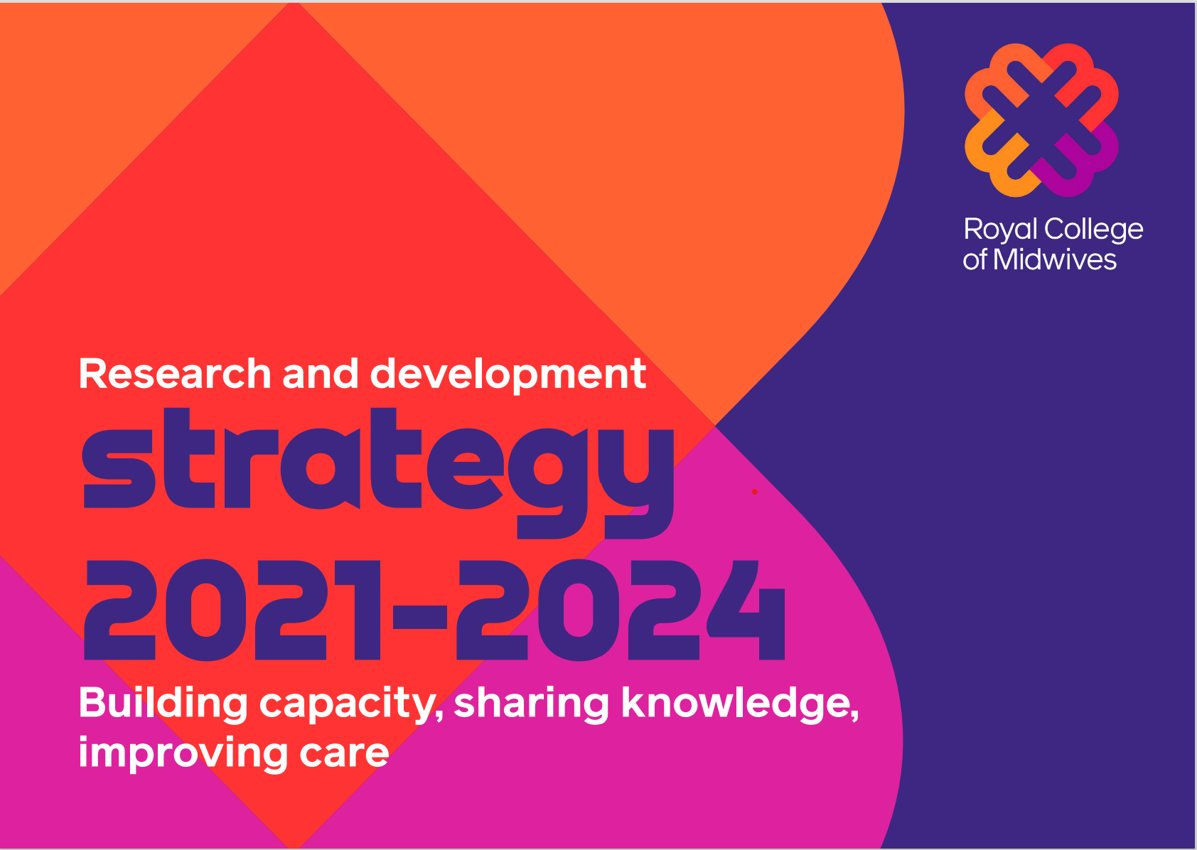 Royal College
of Midwives
Research and development
strategy
2021-2024
Building capacity, sharing knowledge,
improving care